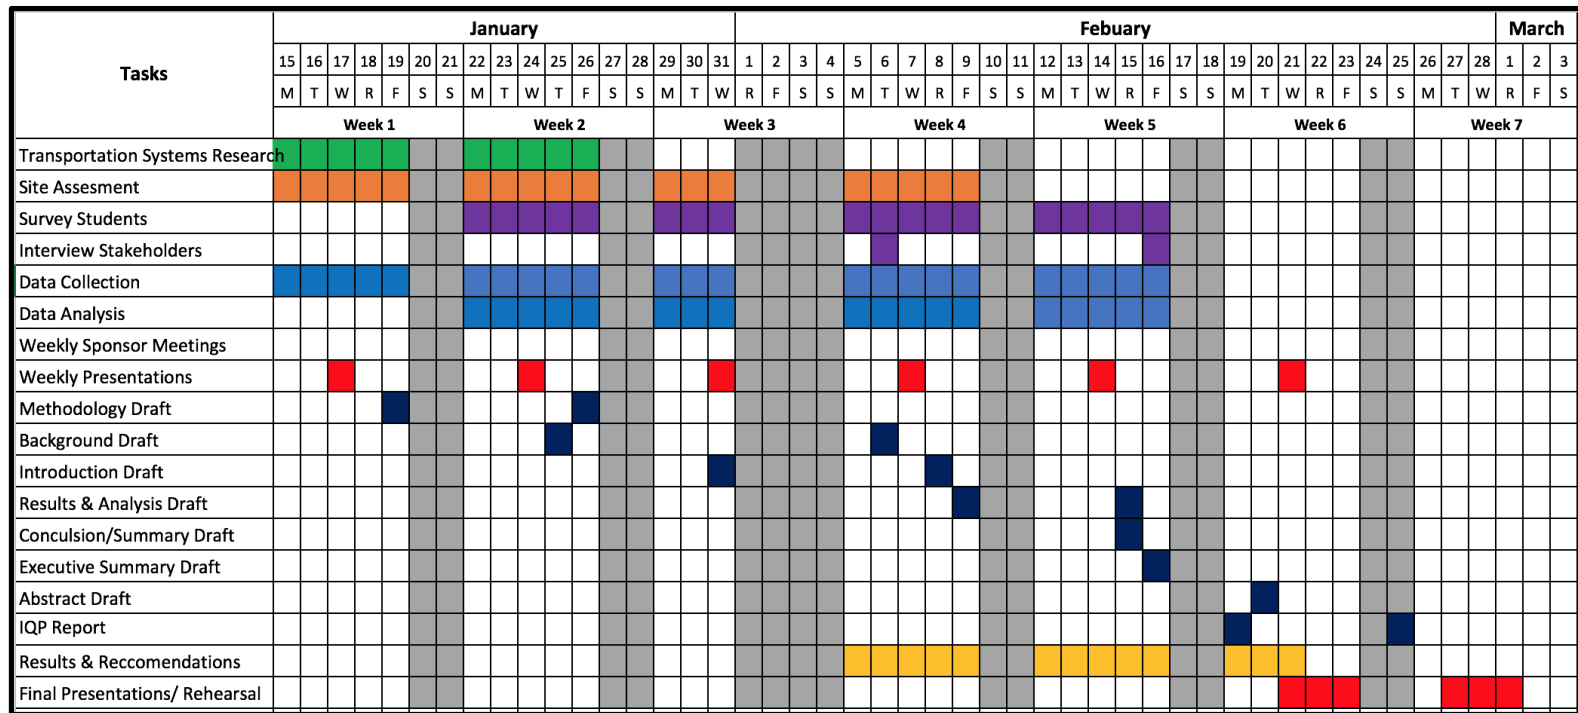 January Febuary March
Tasks
15 16 17 18 19 20 21 22 23 24 25 26 27 28 29 30 31 1 2 3 4 5 6 7 8 9 10 11 12 13 14 15 16 17 18 19 20 21 22 23 24 25 26 27 28 1 2 3
M T W R F S S M T W T F S S M T W R F S S M T W R F S S M T W R F S S M T W R F S S M T W R F S
Week 1 Week 2 Week 3 Week 4 Week 5 Week 6 Week 7
Transportation Systems Research
Site Assesment
Survey Students
Interview Stakeholders
Data Collection
Data Analysis
Weekly Sponsor Meetings
Weekly Presentations
Methodology Draft
Background Draft
Introduction Draft
Results & Analysis Draft
Conculsion/Summary Draft
Executive Summary Draft
Abstract Draft
IQP Report
Results & Reccomendations
Final Presentations/ Rehearsal